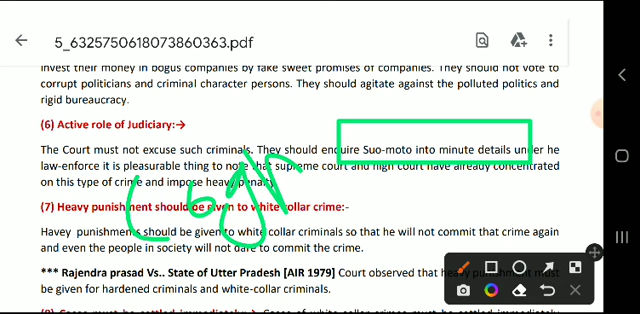 5_6325750618073860363.pdf
invest their money in bogus companies by fake sweet promises of companies. They should not vote to
corrupt politicians and criminal character persons. They should agitate against the polluted politics and
rigid bureaucracy.
(6) Active role of Judiciary:→
The Court must not excuse such criminals. They should enquire Suo-moto into minute details under he
law-enforce it is pleasurable thing to note that supreme court and high court have already concentrated
on this type of crime and impose heavy penalty.
(7) Heavy punishment should be given to white collar crime:-
Havey punishments should be given to white collar criminals so that he will not commit that crime again
and even the people in society will not dare to commit the crime.
*** Rajendra prasad Vs.. State of Utter Pradesh [AIR 1979] Court observed that heavy punishment must
be given for hardened criminals and white-collar criminals.